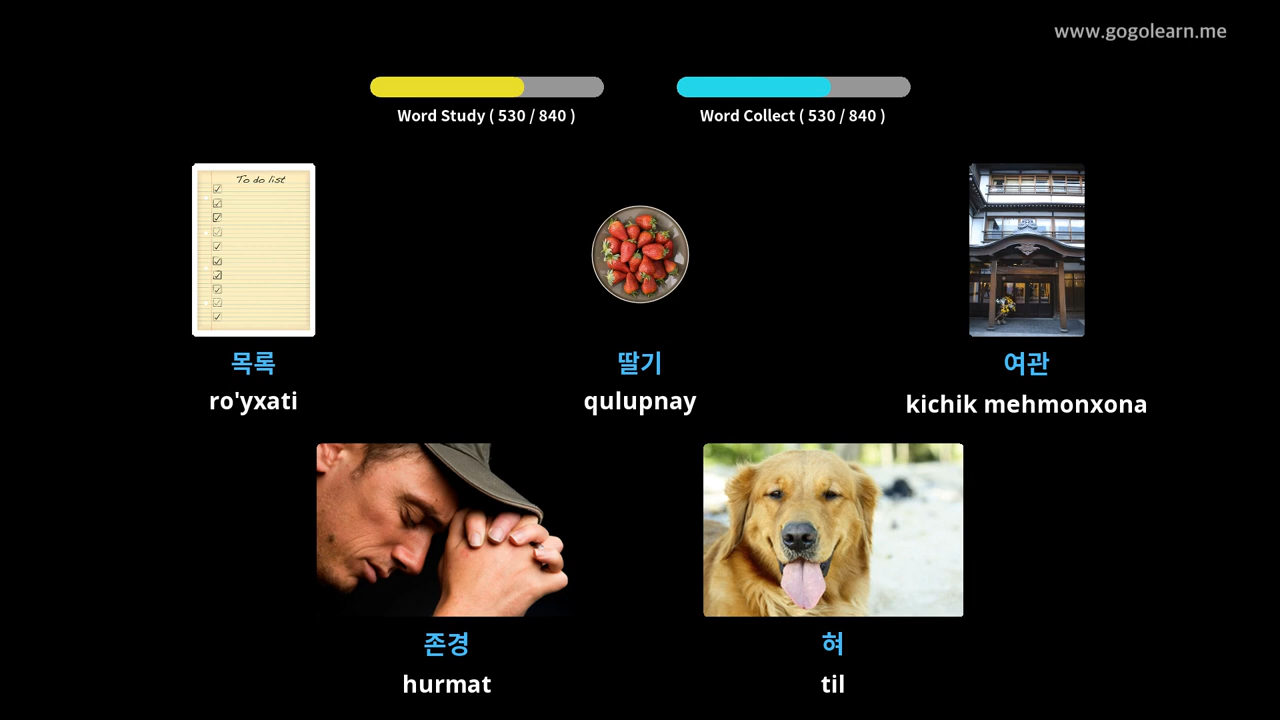 www.gogolearn.me
Word Study ( 530 / 840 )
Word Collect ( 530 / 840 )
To do list
목록
ro'yxati
딸기
qulupnay
여관
kichik mehmonxona
존경
hurmat
혀
til